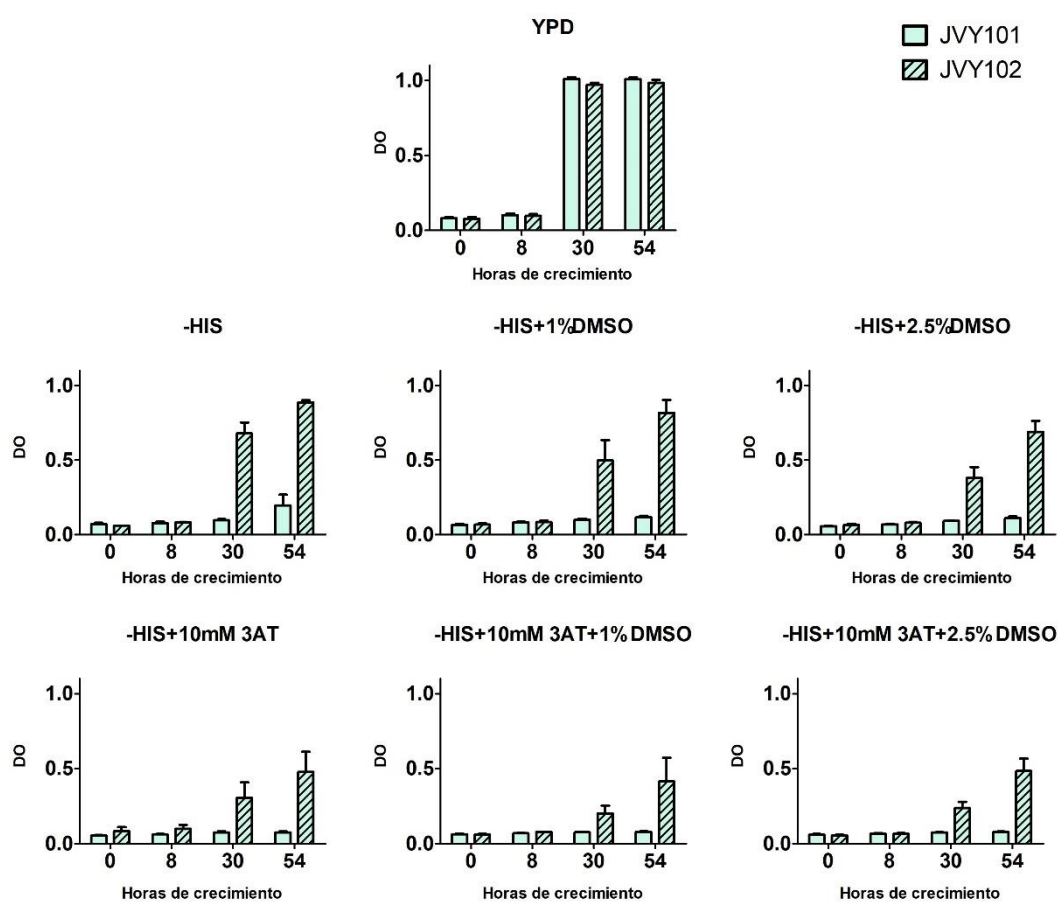 YPD
JVY101
JVY102
DO
1.0
0.5
0.0
0 8 30 54
Horas de crecimiento
-HIS
DO
1.0
0.5
0.0
0 8 30 54
Horas de crecimiento
-HIS+1%DMSO
DO
1.0
0.5
0.0
0 8 30 54
Horas de crecimiento
-HIS+2.5%DMSO
DO
1.0
0.5
0.0
0 8 30 54
Horas de crecimiento
-HIS+10mM 3AT
DO
1.0
0.5
0.0
0 8 30 54
Horas de crecimiento
-HIS+10mM 3AT+1% DMSO
DO
1.0
0.5
0.0
0 8 30 54
Horas de crecimiento
-HIS+10mM 3AT+2.5% DMSO
DO
1.0
0.5
0.0
0 8 30 54
Horas de crecimiento